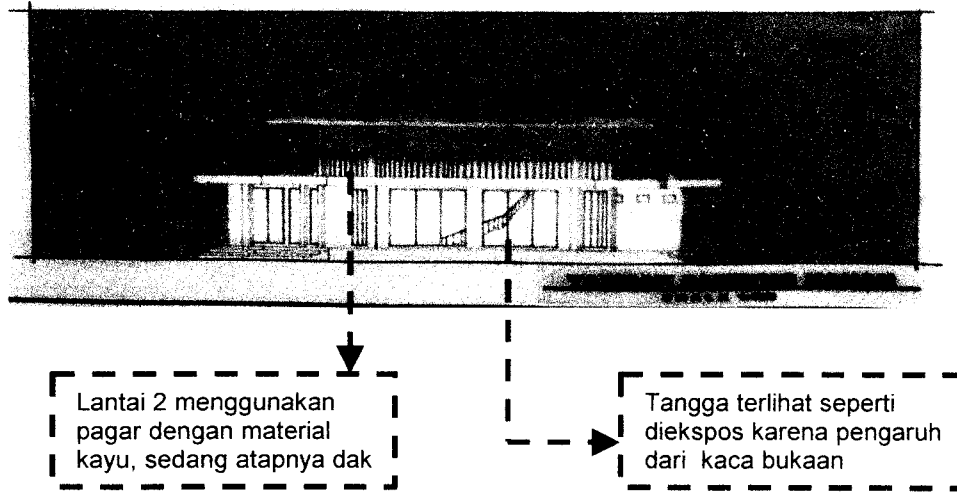 Lantai 2 menggunakan
pagar dengan material
kayu, sedang atapnya dak
Tangga terlihat seperti
diekspos karena pengaruh
dari kaca bukaan